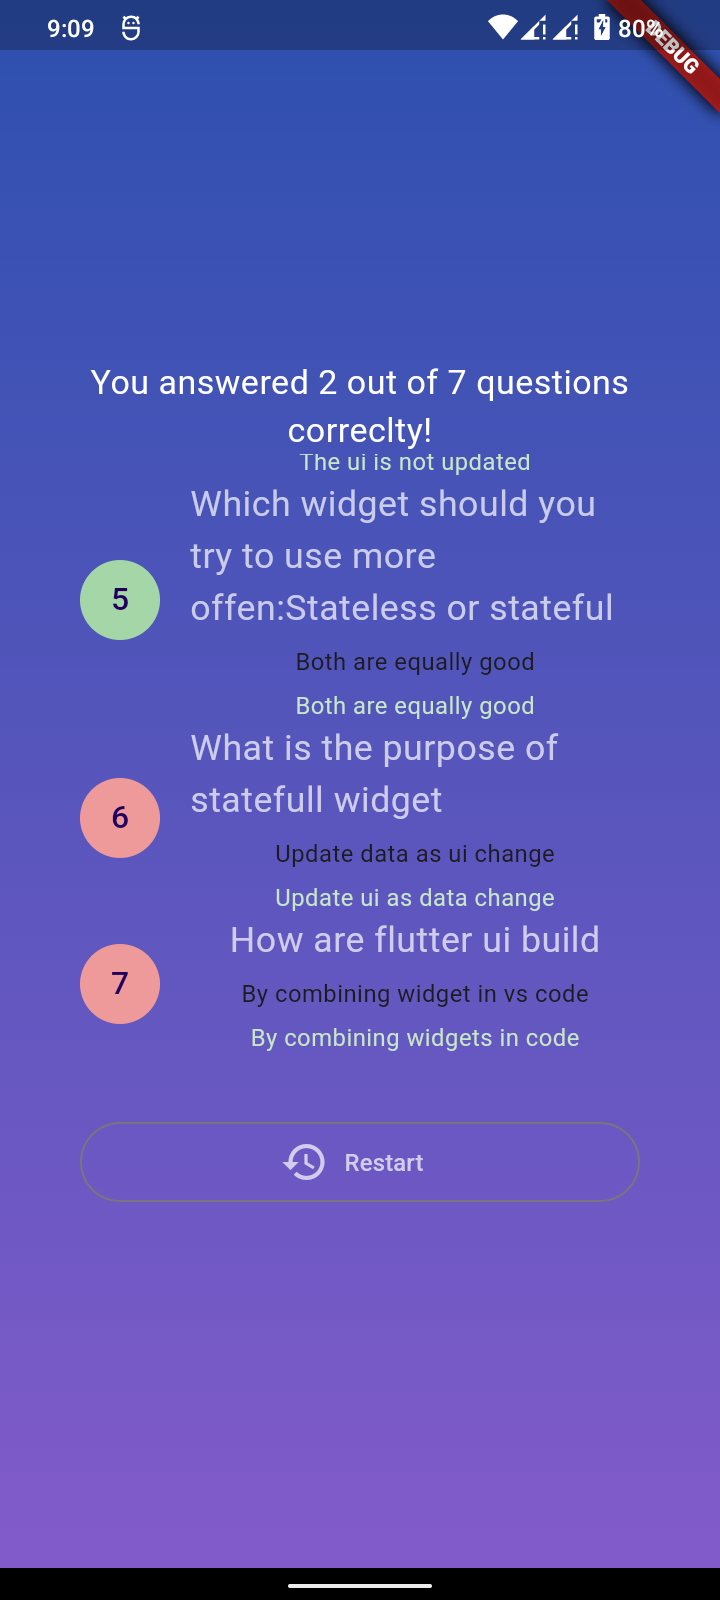 9:09
80%
DEBUG
You answered 2 out of 7 questions
correclty!
The ui is not updated
Which widget should you
try to use more
offen:Stateless or stateful
5
Both are equally good
Both are equally good
What is the purpose of
statefull widget
6
Update data as ui change
Update ui as data change
How are flutter ui build
7
By combining widget in vs code
By combining widgets in code
Restart